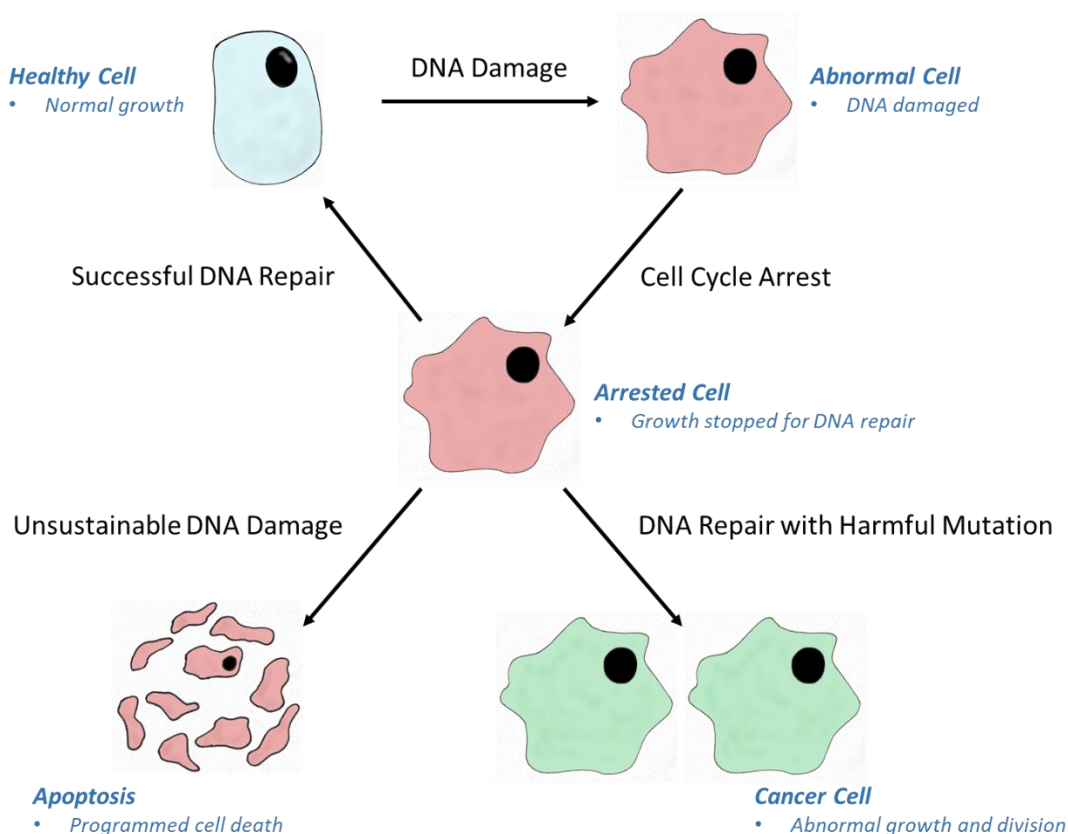 Healthy Cell
• Normal growth
DNA Damage
Abnormal Cell
• DNA damaged
Successful DNA Repair
Cell Cycle Arrest
Arrested Cell
• Growth stopped for DNA repair
Unsustainable DNA Damage
DNA Repair with Harmful Mutation
Apoptosis
• Programmed cell death
Cancer Cell
• Abnormal growth and division